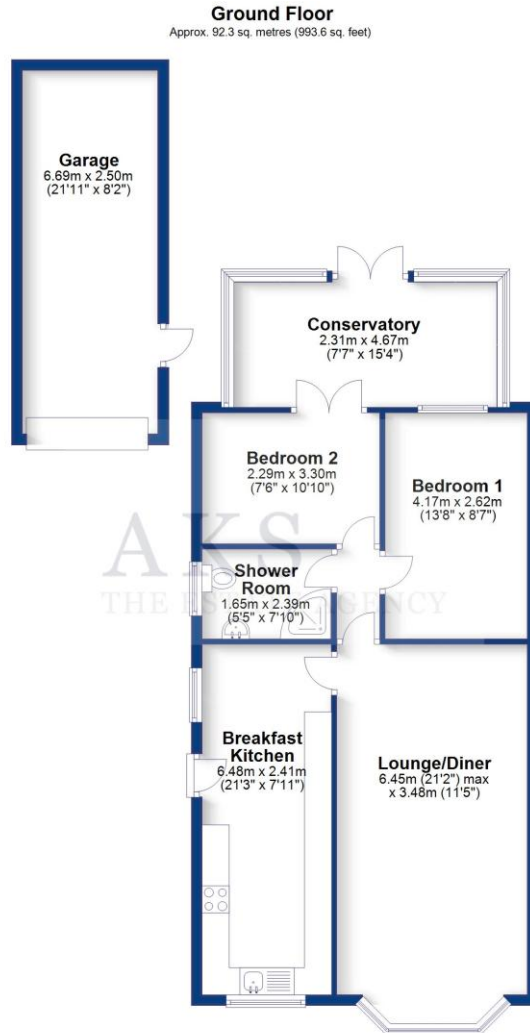 Ground Floor
Approx. 92.3 sq. metres (993.6 sq. feet)
Garage
6.69m x 2.50m
(21'11" x 8'2")
Conservatory
2.31m x 4.67m
(7'7" x 15'4")
Bedroom 2
2.29m x 3.30m
(7'6" x 10'10")
Bedroom 1
4.17m x 2.62m
(13'8" x 8'7")
AKS
THE ESTATE AGENCY
Shower
Room
1.65m x 2.39m
(5'5" x 7'10")
Breakfast
Kitchen
6.48m x 2.41m
(21'3" x 7'11")
Lounge/Diner
6.45m (21'2") max
x 3.48m (11'5")